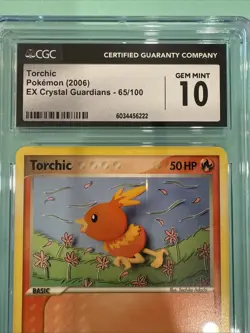 CGC
CERTIFIED GUARANTY COMPANY
Torchic
Pokémon (2006)
EX Crystal Guardians - 65/100
GEM MINT
10
6034456222
Torchic
50 HP
BASIC